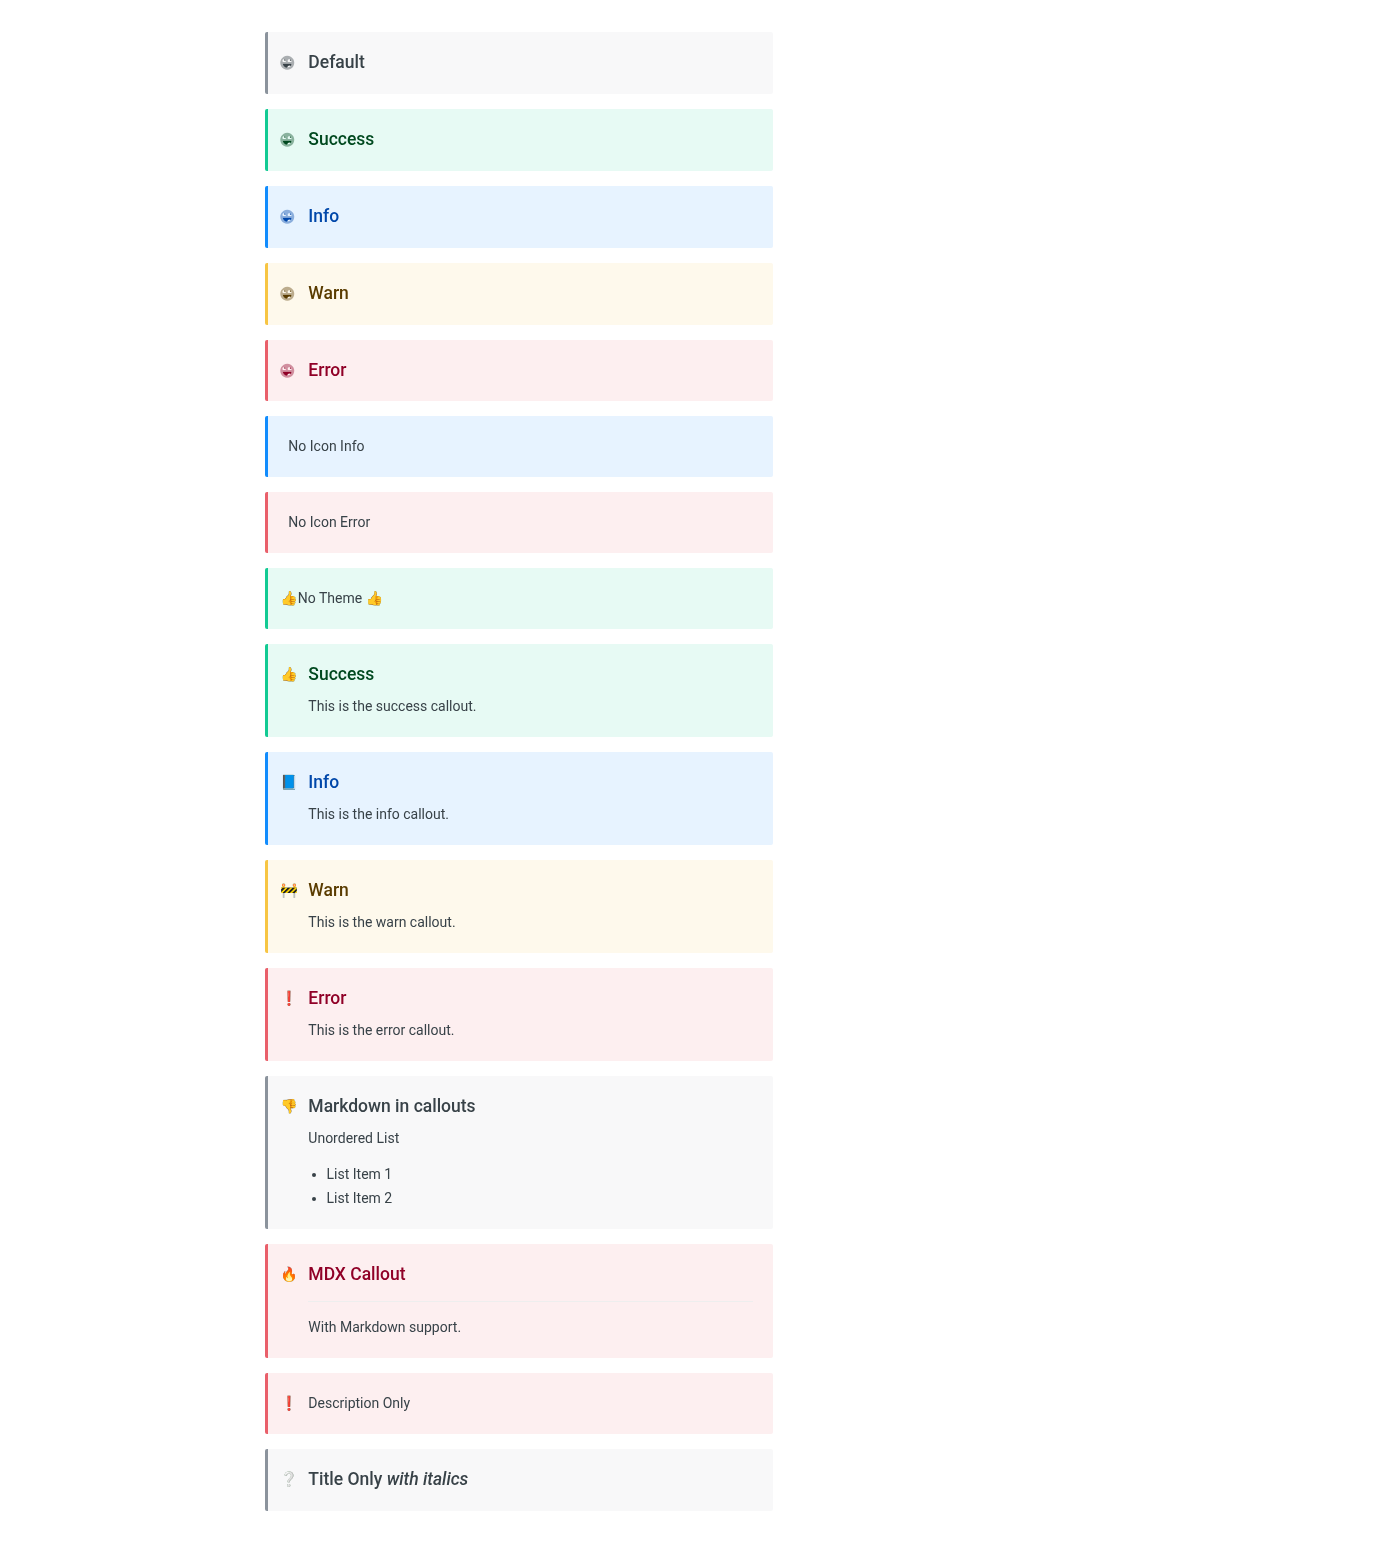 Default
Success
Info
Warn
Error
No Icon Info
No Icon Error
👍No Theme 👍
👍 Success
This is the success callout.
📘 Info
This is the info callout.
🚧 Warn
This is the warn callout.
❗ Error
This is the error callout.
👎 Markdown in callouts
Unordered List
• List Item 1
• List Item 2
🔥 MDX Callout
With Markdown support.
❗ Description Only
❔ Title Only with italics